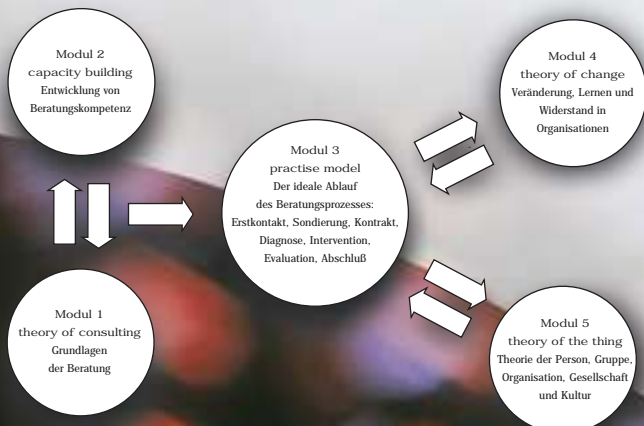 Modul 2
capacity building
Entwicklung von
Beratungskompetenz
Modul 4
theory of change
Veränderung, Lernen und
Widerstand in
Organisationen
Modul 3
practise model
Der ideale Ablauf
des Beratungsprozesses:
Erstkontakt, Sondierung, Kontrakt,
Diagnose, Intervention,
Evaluation, Abschluß
Modul 1
theory of consulting
Grundlagen
der Beratung
Modul 5
theory of the thing
Theorie der Person, Gruppe,
Organisation, Gesellschaft
und Kultur